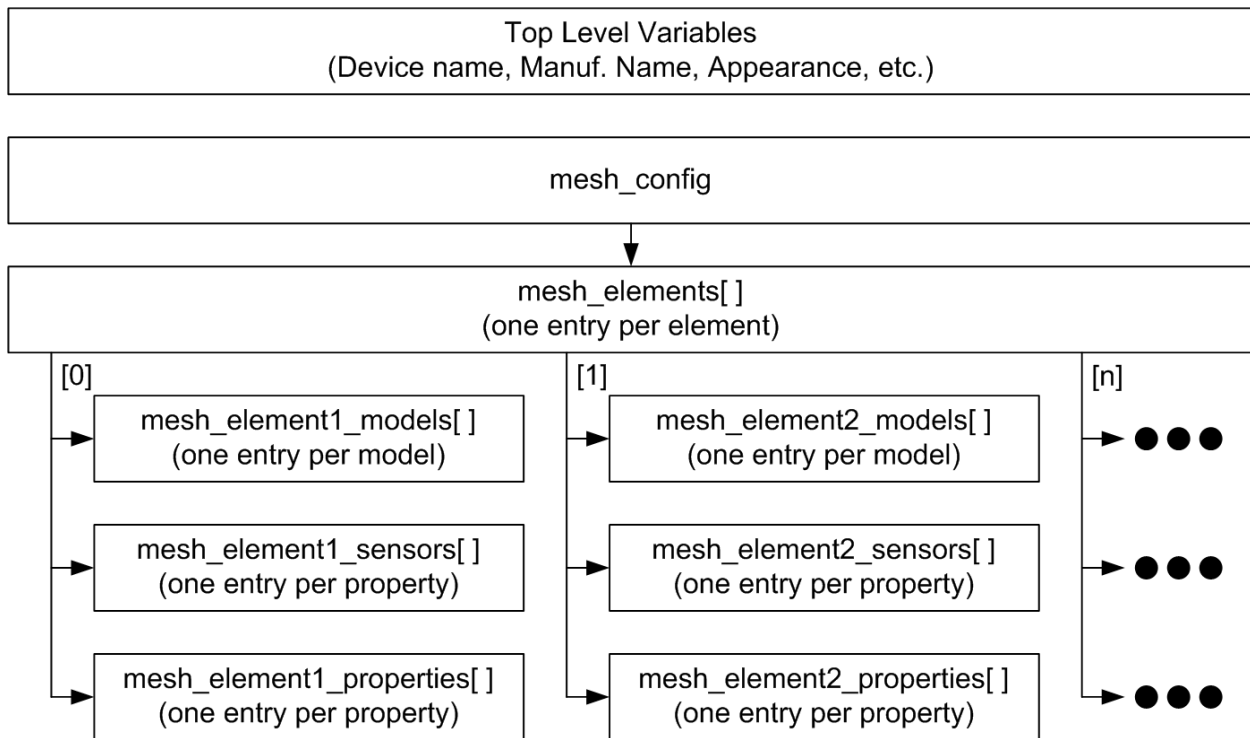 Top Level Variables
(Device name, Manuf. Name, Appearance, etc.)
mesh_config
mesh_elements[ ]
(one entry per element)
[0]
[1]
[n]
mesh_element1_models[ ]
(one entry per model)
mesh_element2_models[ ]
(one entry per model)
mesh_element1_sensors[ ]
(one entry per property)
mesh_element2_sensors[ ]
(one entry per property)
mesh_element1_properties[ ]
(one entry per property)
mesh_element2_properties[ ]
(one entry per property)